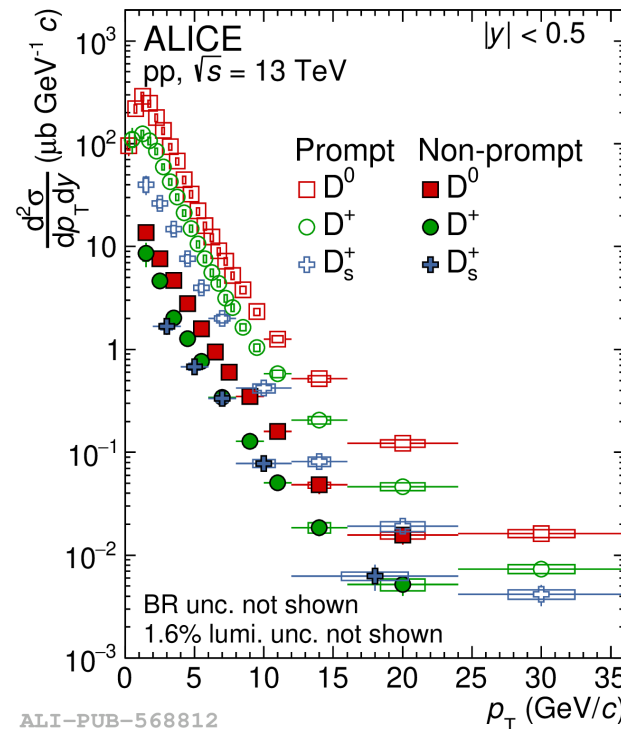 ALICE
|y| < 0.5
pp, √s = 13 TeV
Prompt Non-prompt
D⁰ D⁰
D⁺ D⁺
Dₛ⁺ Dₛ⁺
d²σ/dp_T dy (μb GeV⁻¹ c)
10³
10²
10
1
10⁻¹
10⁻²
10⁻³
BR unc. not shown
1.6% lumi. unc. not shown
0 5 10 15 20 25 30 35
p_T (GeV/c)
ALI-PUB-568812